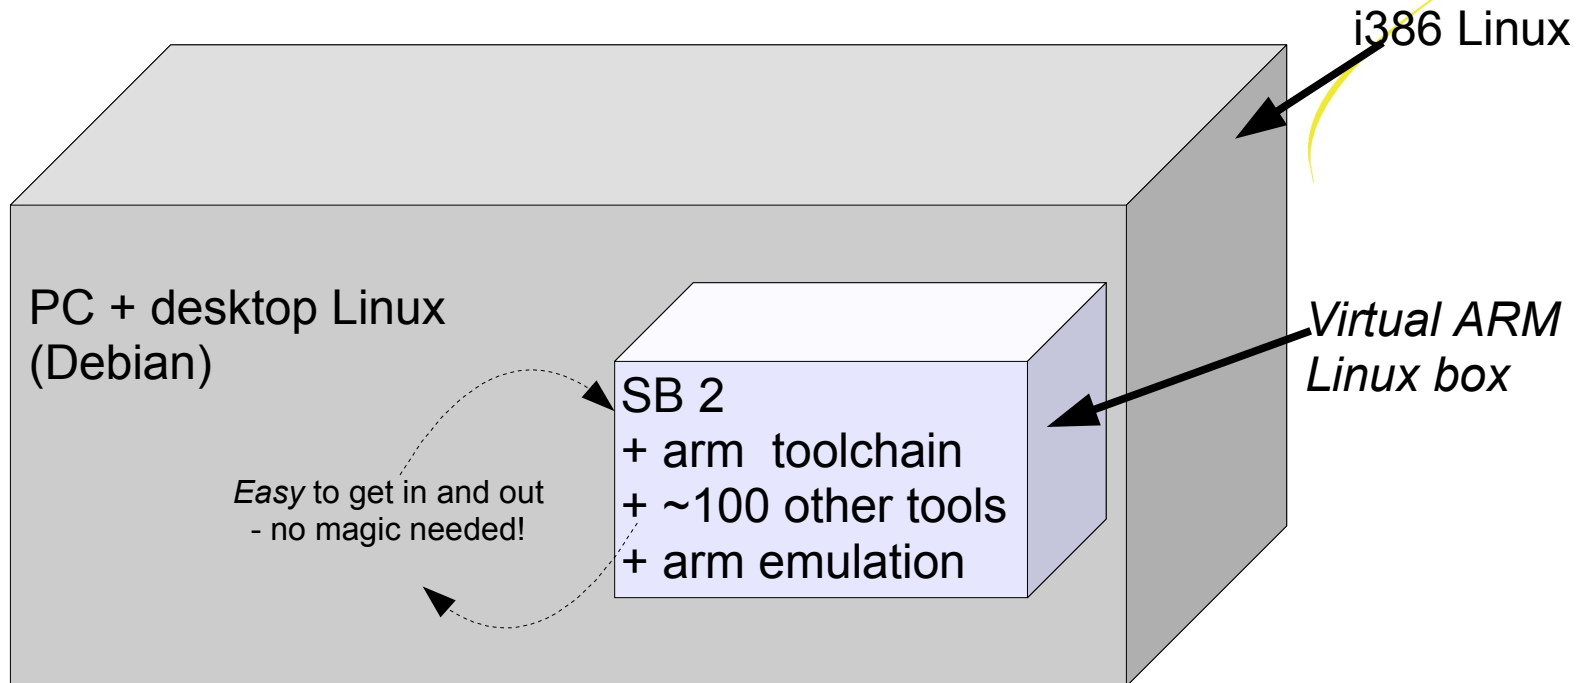 i386 Linux
PC + desktop Linux
(Debian)
Virtual ARM
Linux box
SB 2
+ arm  toolchain
+ ~100 other tools
+ arm emulation
Easy to get in and out
- no magic needed!